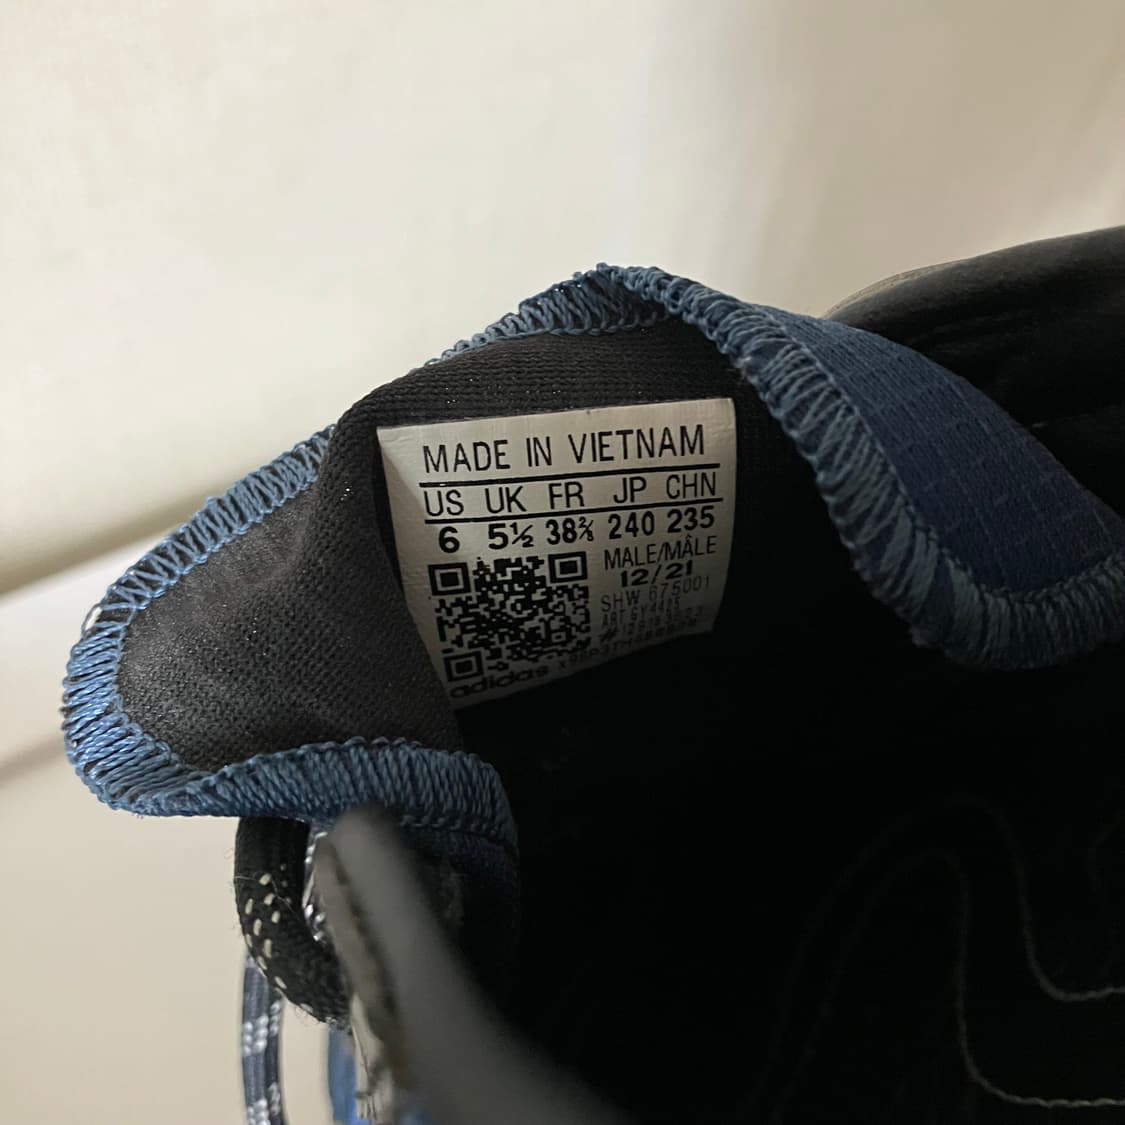 MADE IN VIETNAM
US UK FR JP CHN
6 5½ 38⅔ 240 235
MALE/MÂLE
12/21
SHW 675001
adidas